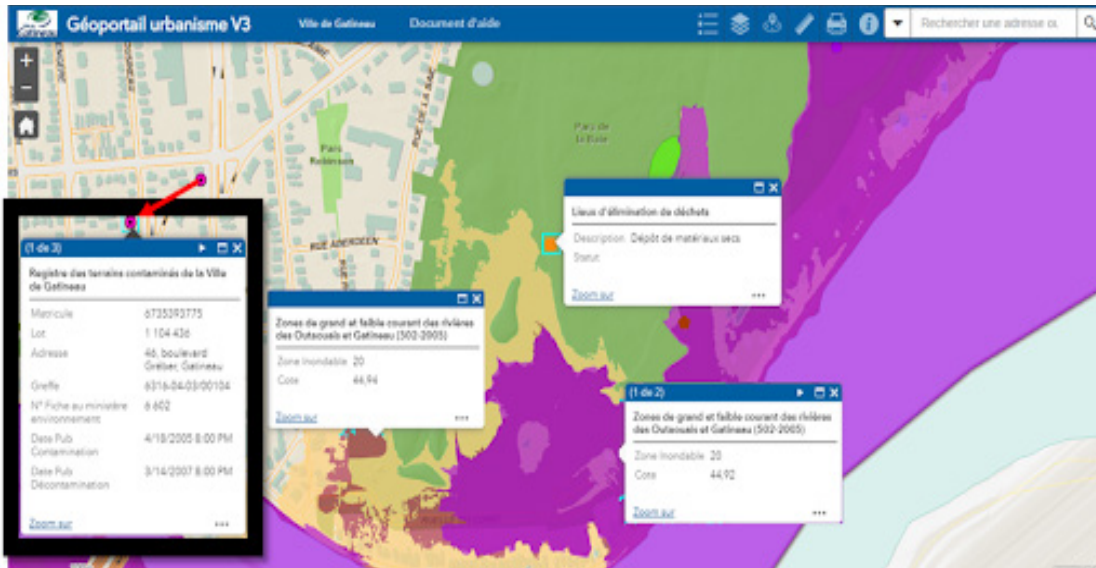 Géoportail urbanisme V3
Ville de Gatineau
Document d'aide
Rechercher une adresse ou
Parc de
la Baie
Parc
Robinson
RUE ABERDEEN
Lieux d'élimination de déchets
Description Dépôt de matériaux secs
Statut
Zoom sur
(1 de 3)
Registre des terrains contaminés de la Ville
de Gatineau
Matricule 6735393775
Lot 1 104 436
Adresse 46, boulevard
Gréber, Gatineau
Greffe 6316-04-03/00104
N° Fiche au ministère 6 602
environnement
Date Pub 4/18/2005 8:00 PM
Contamination
Date Pub 3/14/2007 8:00 PM
Décontamination
Zoom sur
Zones de grand et faible courant des rivières
des Outaouais et Gatineau (502-2005)
Zone Inondable 20
Cote 44,94
Zoom sur
(1 de 2)
Zones de grand et faible courant des rivières
des Outaouais et Gatineau (502-2005)
Zone Inondable 20
Cote 44,92
Zoom sur